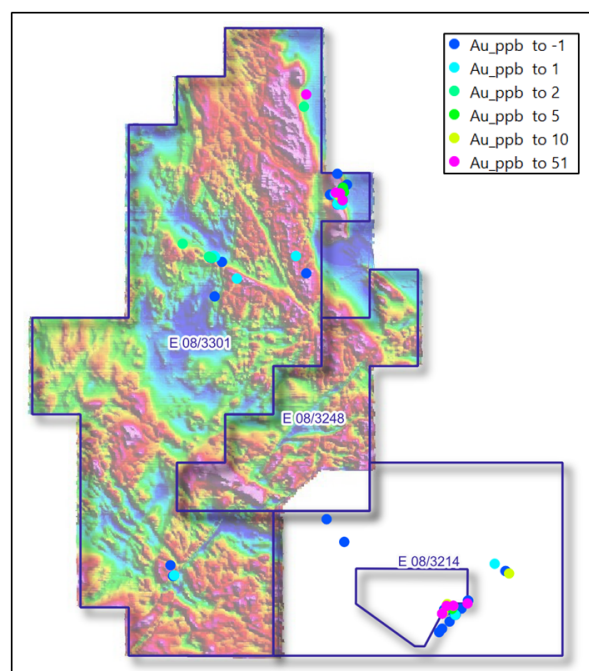 Au_ppb to -1
Au_ppb to 1
Au_ppb to 2
Au_ppb to 5
Au_ppb to 10
Au_ppb to 51
E 08/3301
E 08/3248
E 08/3214